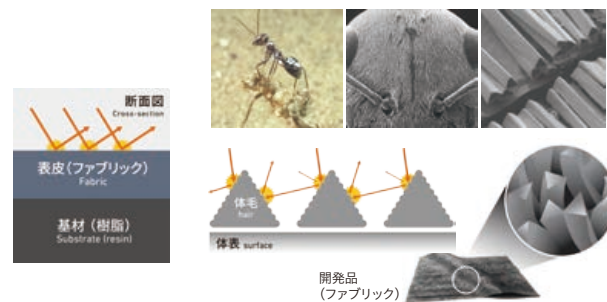 断面図
Cross-section
表皮(ファブリック)
Fabric
基材(樹脂)
Substrate (resin)
体毛
hair
体表 surface
開発品
(ファブリック)